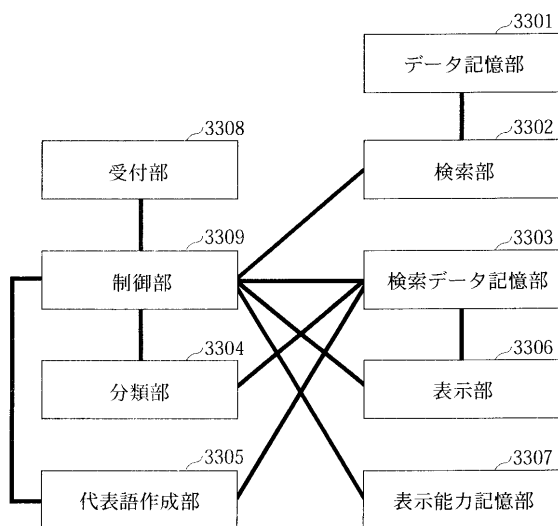 3301
データ記憶部
3308
3302
受付部
検索部
3309
3303
制御部
検索データ記憶部
3304
3306
分類部
表示部
3305
3307
代表語作成部
表示能力記憶部